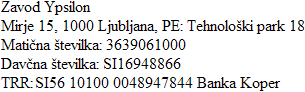 Zavod Ypsilon
Mirje 15, 1000 Ljubljana, PE: Tehnološki park 18
Matična številka: 3639061000
Davčna številka: SI16948866
TRR: SI56 10100 0048947844 Banka Koper